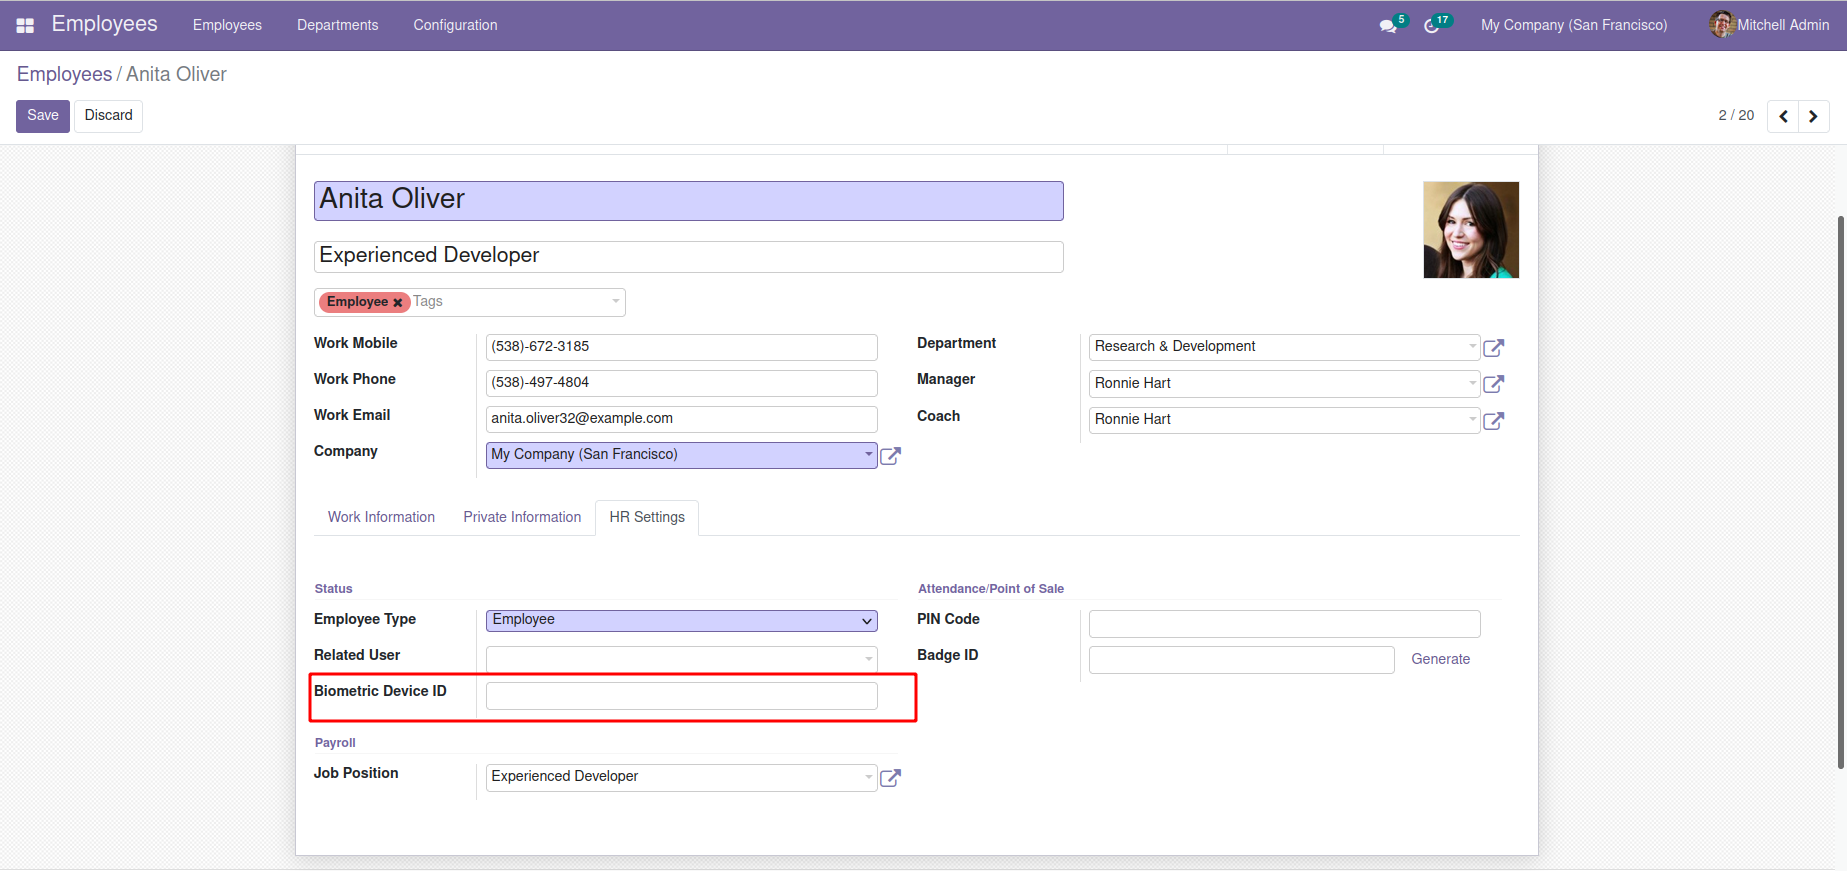 Employees Employees Departments Configuration 5 17 My Company (San Francisco) Mitchell Admin
Employees / Anita Oliver
Save Discard 2 / 20
Anita Oliver
Experienced Developer
Employee Tags
Work Mobile (538)-672-3185 Department Research & Development
Work Phone (538)-497-4804 Manager Ronnie Hart
Work Email anita.oliver32@example.com Coach Ronnie Hart
Company My Company (San Francisco)
Work Information Private Information HR Settings
Status Attendance/Point of Sale
Employee Type Employee PIN Code
Related User Badge ID Generate
Biometric Device ID
Payroll
Job Position Experienced Developer